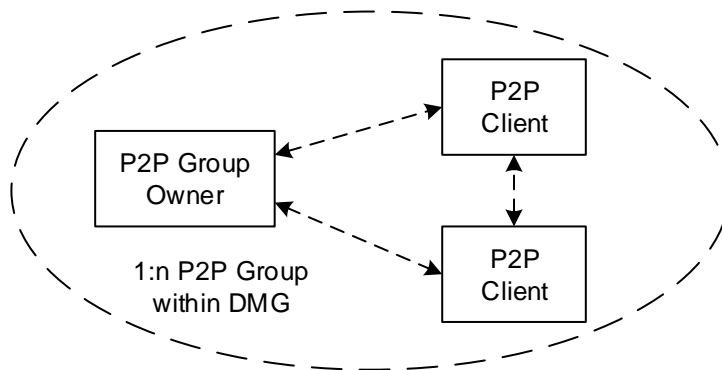 P2P
Client
P2P Group
Owner
P2P
Client
1:n P2P Group
within DMG